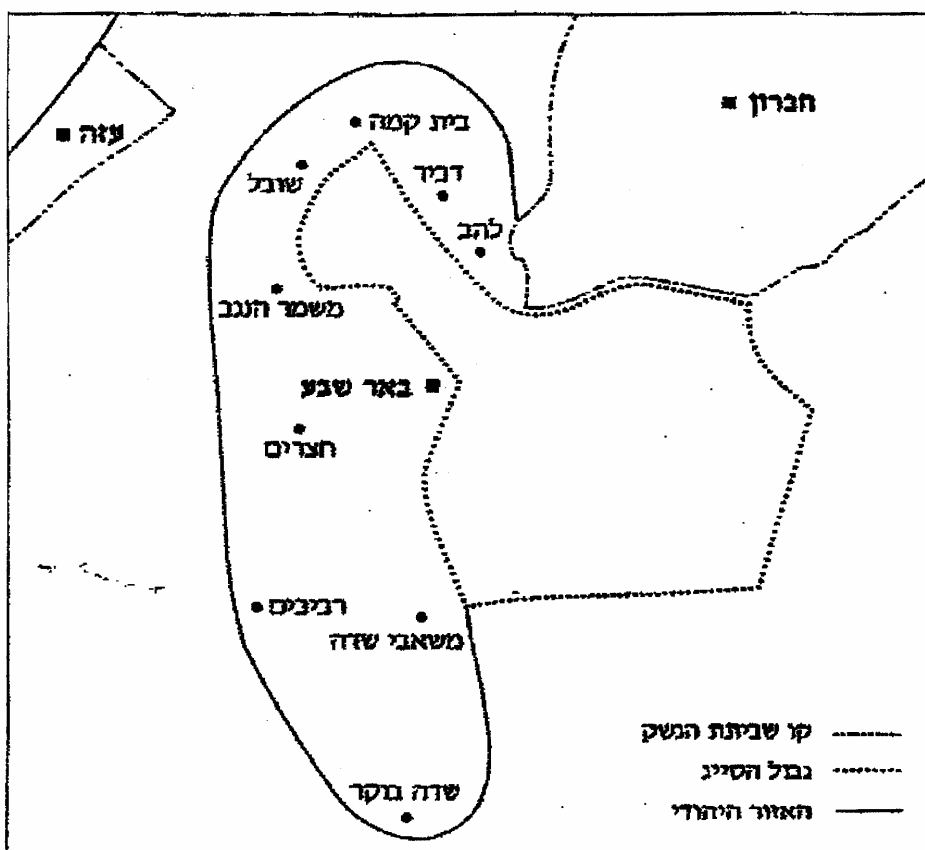 חברון
עזה
בית קמה
שובל
דביר
להב
משמר הנגב
באר שבע
חצרים
רביבים
משאבי שדה
שדה בוקר
קו שביתת הנשק
גבול הסייג
האזור היהודי